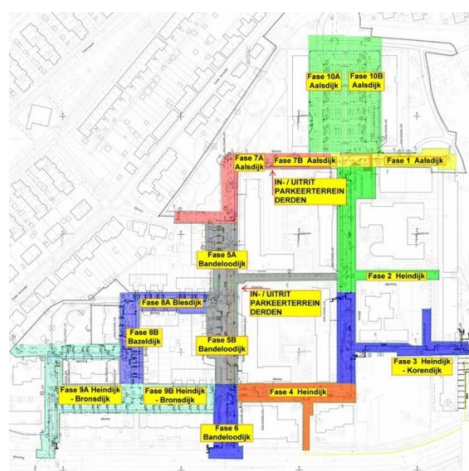 Fase 10A
Aalsdijk
Fase 10B
Aalsdijk
Fase 7A
Aalsdijk
Fase 7B Aalsdijk
Fase 1 Aalsdijk
IN- / UITRIT
PARKEERTERREIN
DERDEN
Fase 5A
Bandeloodijk
Fase 2 Heindijk
Fase 8A Blesdijk
IN- / UITRIT
PARKEERTERREIN
DERDEN
Fase 8B
Bazeldijk
Fase 5B
Bandeloodijk
Fase 3 Heindijk
- Korendijk
Fase 9A Heindijk
- Bronsdijk
Fase 9B Heindijk
- Bronsdijk
Fase 4 Heindijk
Fase 6
Bandeloodijk